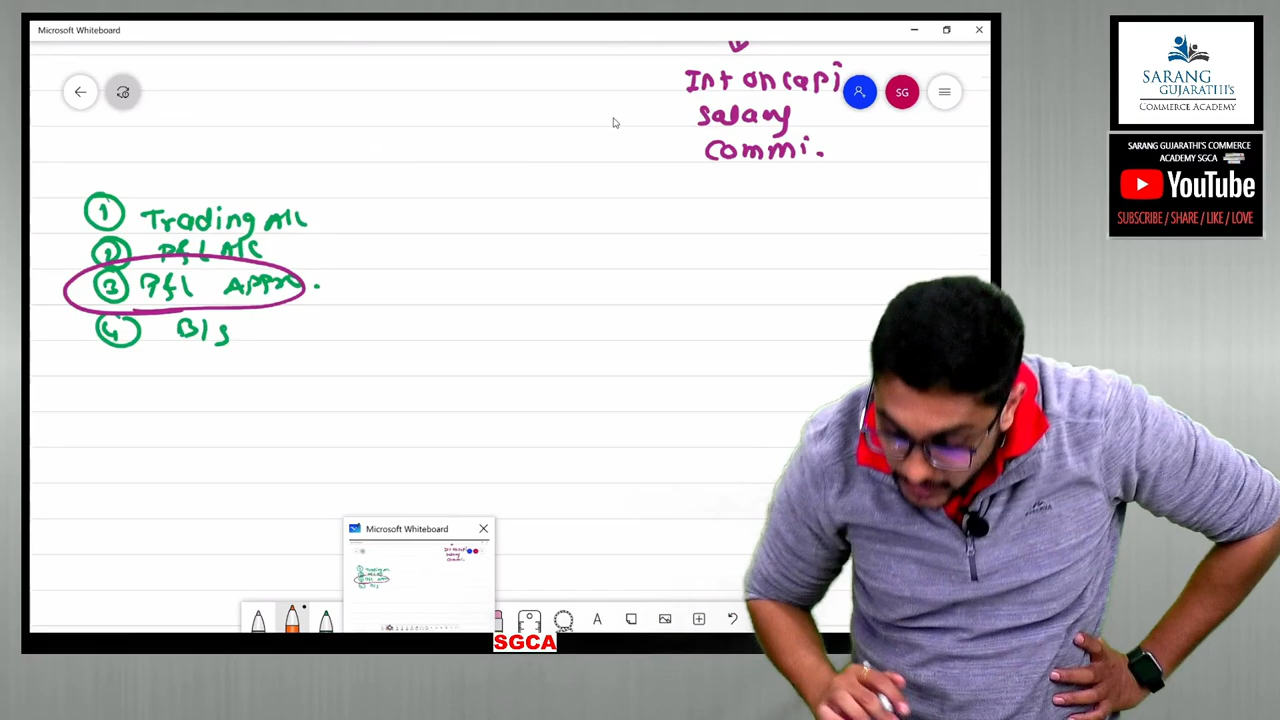 Microsoft Whiteboard
Int on capi
salary
commi.
SG
① Trading A/c
② P&L A/c
③ P&L APPro.
④ B/s
Microsoft Whiteboard
A
SGCA
SARANG
GUJARATHI'S
COMMERCE ACADEMY
SARANG GUJARATHI'S COMMERCE
ACADEMY SGCA
YouTube
SUBSCRIBE / SHARE / LIKE / LOVE